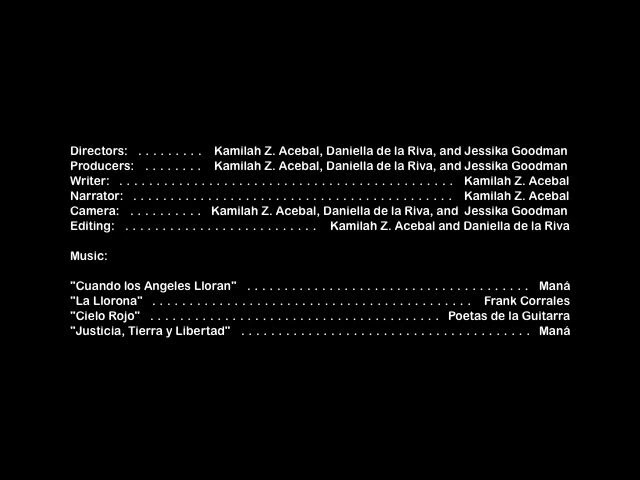 Directors: . . . . . . . . . Kamilah Z. Acebal, Daniella de la Riva, and Jessika Goodman
Producers: . . . . . . . . Kamilah Z. Acebal, Daniella de la Riva, and Jessika Goodman
Writer: . . . . . . . . . . . . . . . . . . . . . . . . . . . . . . . . . . . . . . . . . . . . . Kamilah Z. Acebal
Narrator: . . . . . . . . . . . . . . . . . . . . . . . . . . . . . . . . . . . . . . . . . . . Kamilah Z. Acebal
Camera: . . . . . . . . . . Kamilah Z. Acebal, Daniella de la Riva, and Jessika Goodman
Editing: . . . . . . . . . . . . . . . . . . . . . . . . . . Kamilah Z. Acebal and Daniella de la Riva
Music:
"Cuando los Angeles Lloran" . . . . . . . . . . . . . . . . . . . . . . . . . . . . . . . . . . . . . . Maná
"La Llorona" . . . . . . . . . . . . . . . . . . . . . . . . . . . . . . . . . . . . . . . . . . . Frank Corrales
"Cielo Rojo" . . . . . . . . . . . . . . . . . . . . . . . . . . . . . . . . . . . . . . . Poetas de la Guitarra
"Justicia, Tierra y Libertad" . . . . . . . . . . . . . . . . . . . . . . . . . . . . . . . . . . . . . . . Maná